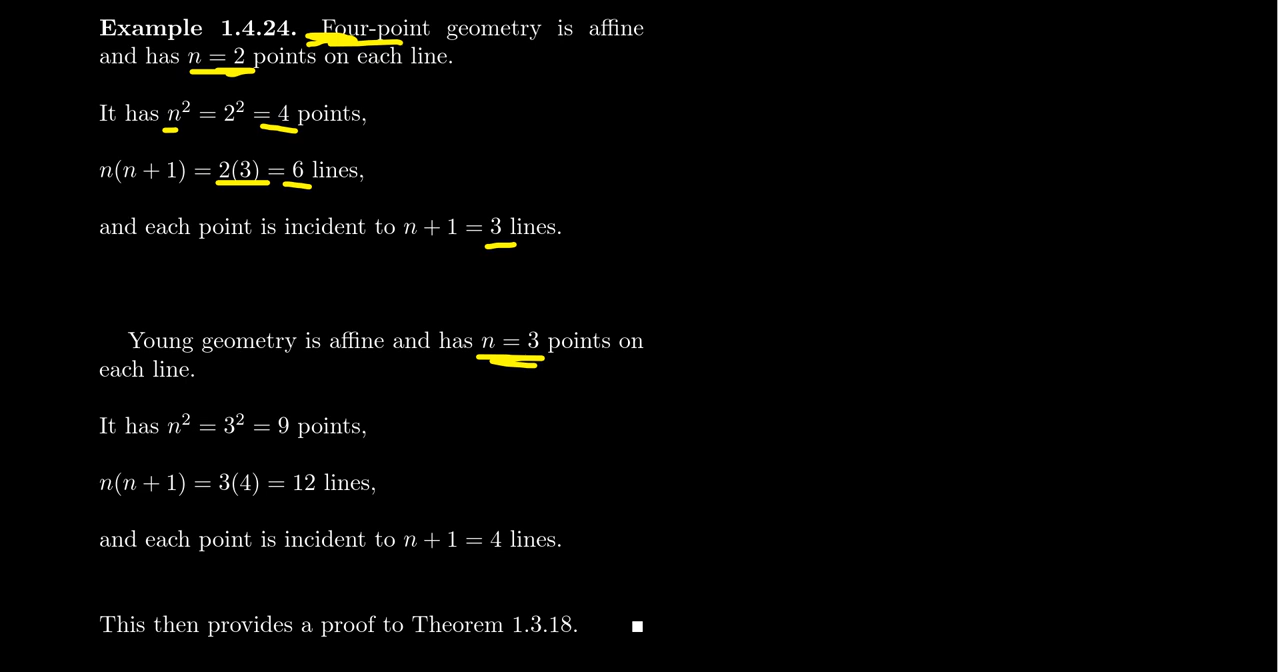 Example 1.4.24. Four-point geometry is affine
and has n = 2 points on each line.
It has n² = 2² = 4 points,
n(n + 1) = 2(3) = 6 lines,
and each point is incident to n + 1 = 3 lines.
Young geometry is affine and has n = 3 points on
each line.
It has n² = 3² = 9 points,
n(n + 1) = 3(4) = 12 lines,
and each point is incident to n + 1 = 4 lines.
This then provides a proof to Theorem 1.3.18. ■